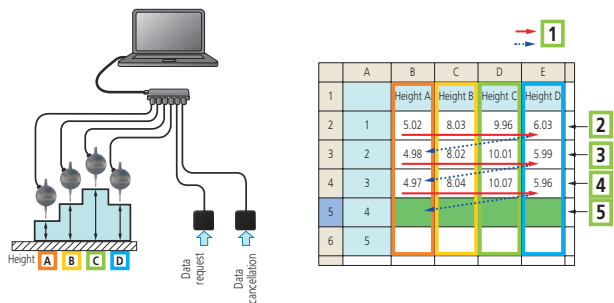 1
A B C D E
1 Height A Height B Height C Height D
2 1 5.02 8.03 9.96 6.03 2
3 2 4.98 8.02 10.01 5.99 3
4 3 4.97 8.04 10.07 5.96 4
5 4 5
6 5
Height A B C D
Data
request
Data
cancellation